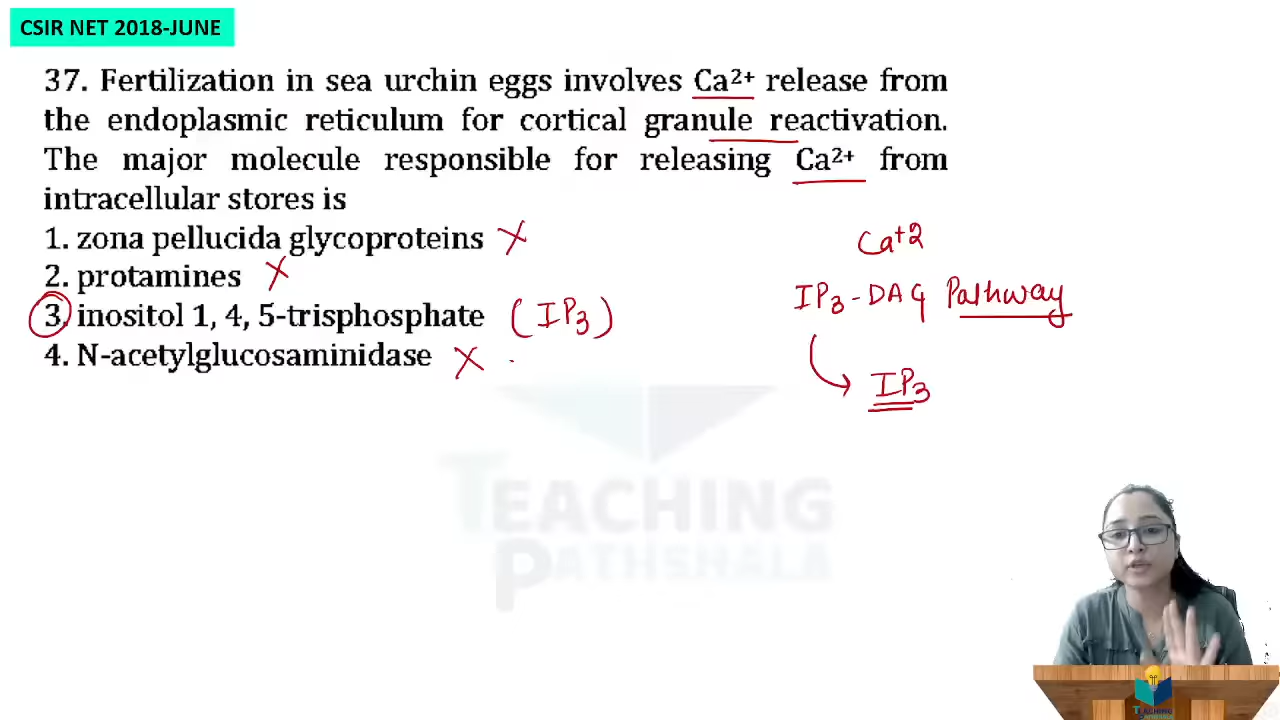 CSIR NET 2018-JUNE
37. Fertilization in sea urchin eggs involves Ca²⁺ release from
the endoplasmic reticulum for cortical granule reactivation.
The major molecule responsible for releasing Ca²⁺ from
intracellular stores is
1. zona pellucida glycoproteins X
2. protamines X
3. inositol 1, 4, 5-trisphosphate (IP₃)
4. N-acetylglucosaminidase X
Ca⁺²
IP₃-DAG Pathway
IP₃
TEACHING
PATHSHALA
TEACHING
PATHSHALA